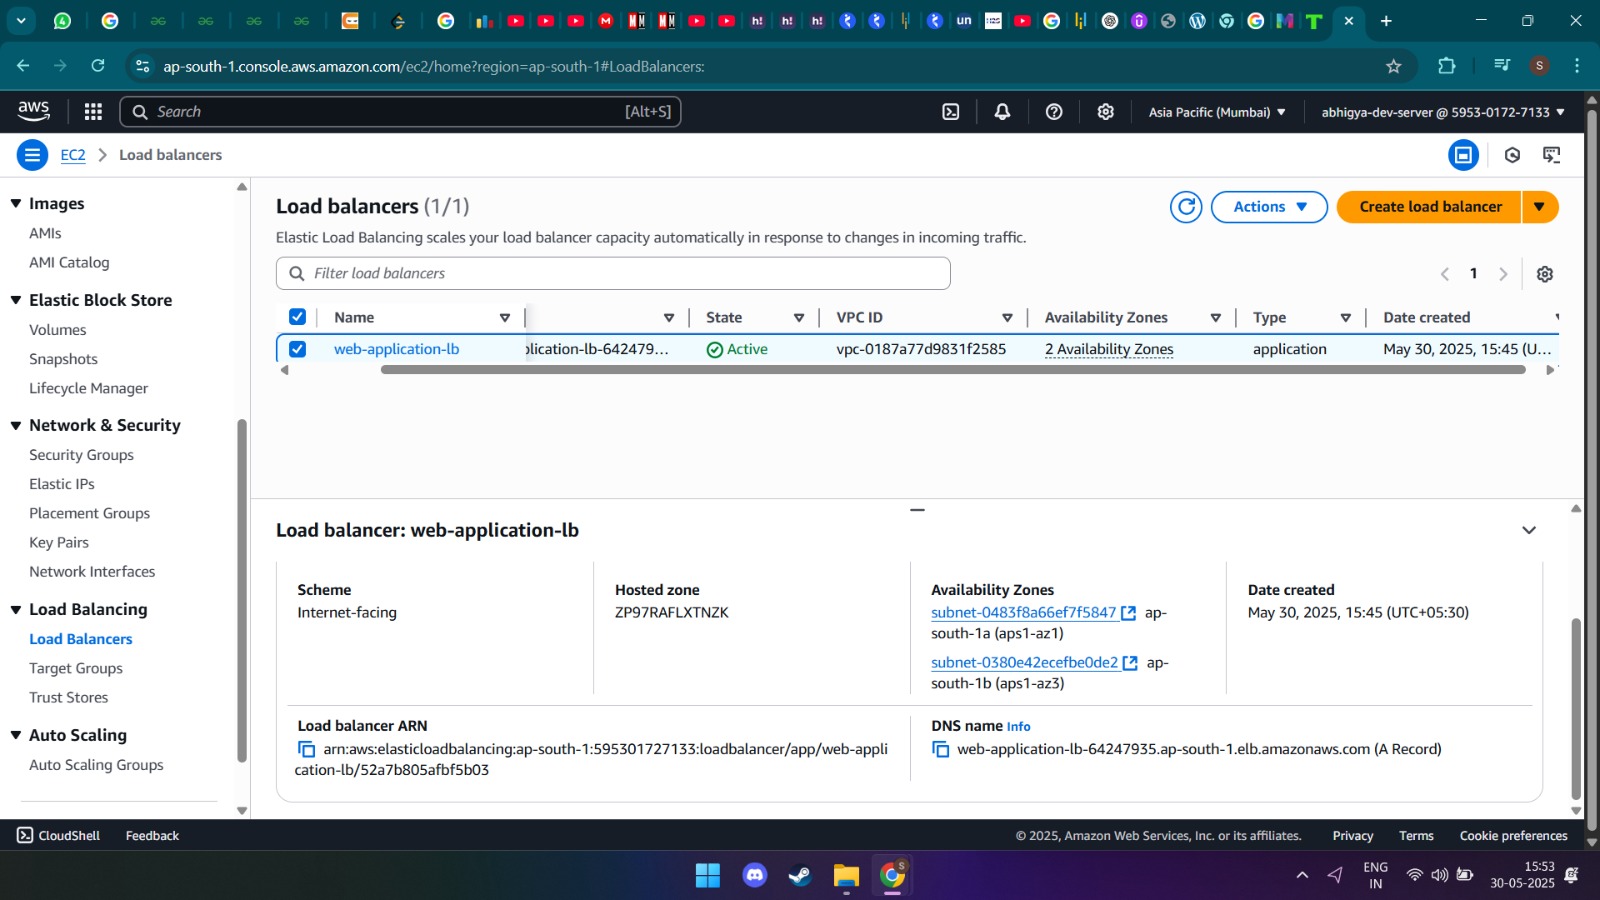 ap-south-1.console.aws.amazon.com/ec2/home?region=ap-south-1#LoadBalancers:
S
aws
Search
[Alt+S]
Asia Pacific (Mumbai)
abhigya-dev-server @ 5953-0172-7133
EC2
Load balancers
Images
AMIs
AMI Catalog
Elastic Block Store
Volumes
Snapshots
Lifecycle Manager
Network & Security
Security Groups
Elastic IPs
Placement Groups
Key Pairs
Network Interfaces
Load Balancing
Load Balancers
Target Groups
Trust Stores
Auto Scaling
Auto Scaling Groups
Load balancers (1/1)
Actions
Create load balancer
Elastic Load Balancing scales your load balancer capacity automatically in response to changes in incoming traffic.
Filter load balancers
1
Name State VPC ID Availability Zones Type Date created
web-application-lb plication-lb-642479... Active vpc-0187a77d9831f2585 2 Availability Zones application May 30, 2025, 15:45 (U...
Load balancer: web-application-lb
Scheme
Internet-facing
Hosted zone
ZP97RAFLXTNZK
Availability Zones
subnet-0483f8a66ef7f5847 ap-
south-1a (aps1-az1)
subnet-0380e42ecefbe0de2 ap-
south-1b (aps1-az3)
Date created
May 30, 2025, 15:45 (UTC+05:30)
Load balancer ARN
arn:aws:elasticloadbalancing:ap-south-1:595301727133:loadbalancer/app/web-appli
cation-lb/52a7b805afbf5b03
DNS name Info
web-application-lb-64247935.ap-south-1.elb.amazonaws.com (A Record)
CloudShell
Feedback
© 2025, Amazon Web Services, Inc. or its affiliates.
Privacy
Terms
Cookie preferences
ENG
IN
15:53
30-05-2025